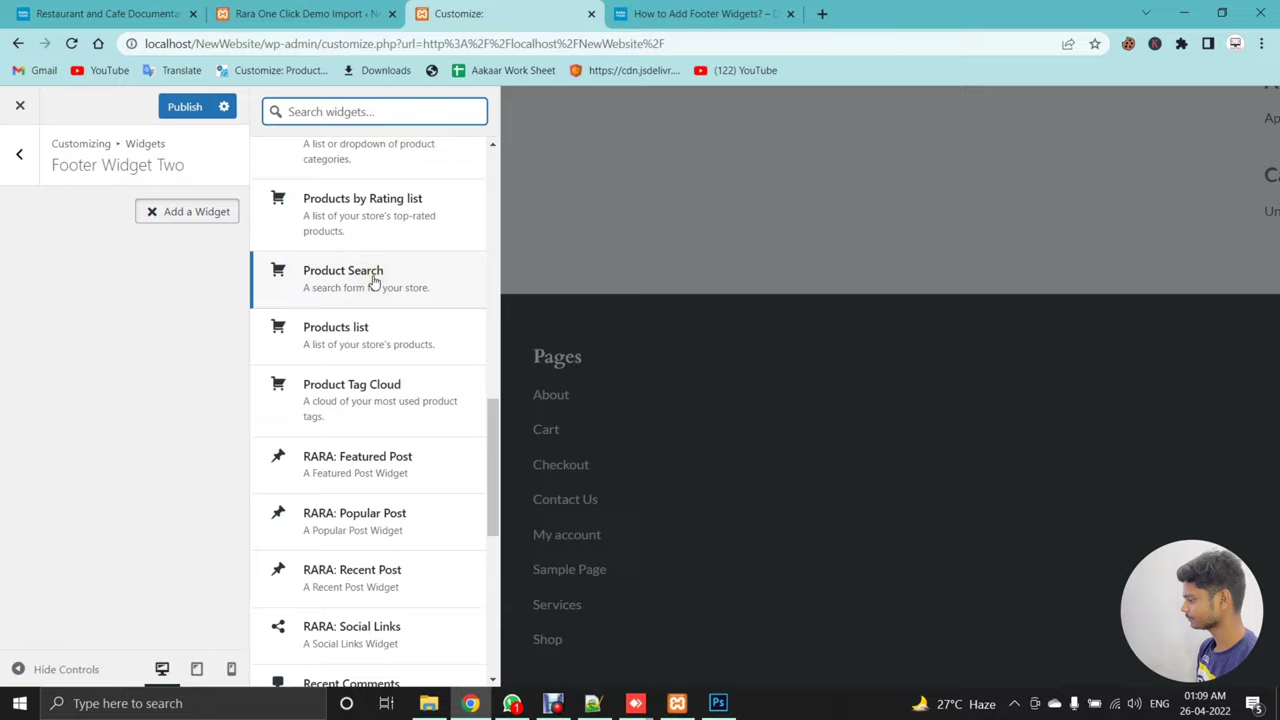 Restaurant and Cafe Documentat
Rara One Click Demo Import ‹ Ne
Customize:
How to Add Footer Widgets? – D
localhost/NewWebsite/wp-admin/customize.php?url=http%3A%2F%2Flocalhost%2FNewWebsite%2F
Gmail
YouTube
Translate
Customize: Product...
Downloads
Aakaar Work Sheet
https://cdn.jsdelivr....
(122) YouTube
Publish
Search widgets...
Customizing ▸ Widgets
Footer Widget Two
Add a Widget
A list or dropdown of product
categories.
Products by Rating list
A list of your store's top-rated
products.
Product Search
A search form your store.
Products list
A list of your store's products.
Product Tag Cloud
A cloud of your most used product
tags.
RARA: Featured Post
A Featured Post Widget
RARA: Popular Post
A Popular Post Widget
RARA: Recent Post
A Recent Post Widget
RARA: Social Links
A Social Links Widget
Recent Comments
Ap
Ca
Un
Pages
About
Cart
Checkout
Contact Us
My account
Sample Page
Services
Shop
Hide Controls
Type here to search
27°C Haze
ENG
01:09 AM
26-04-2022